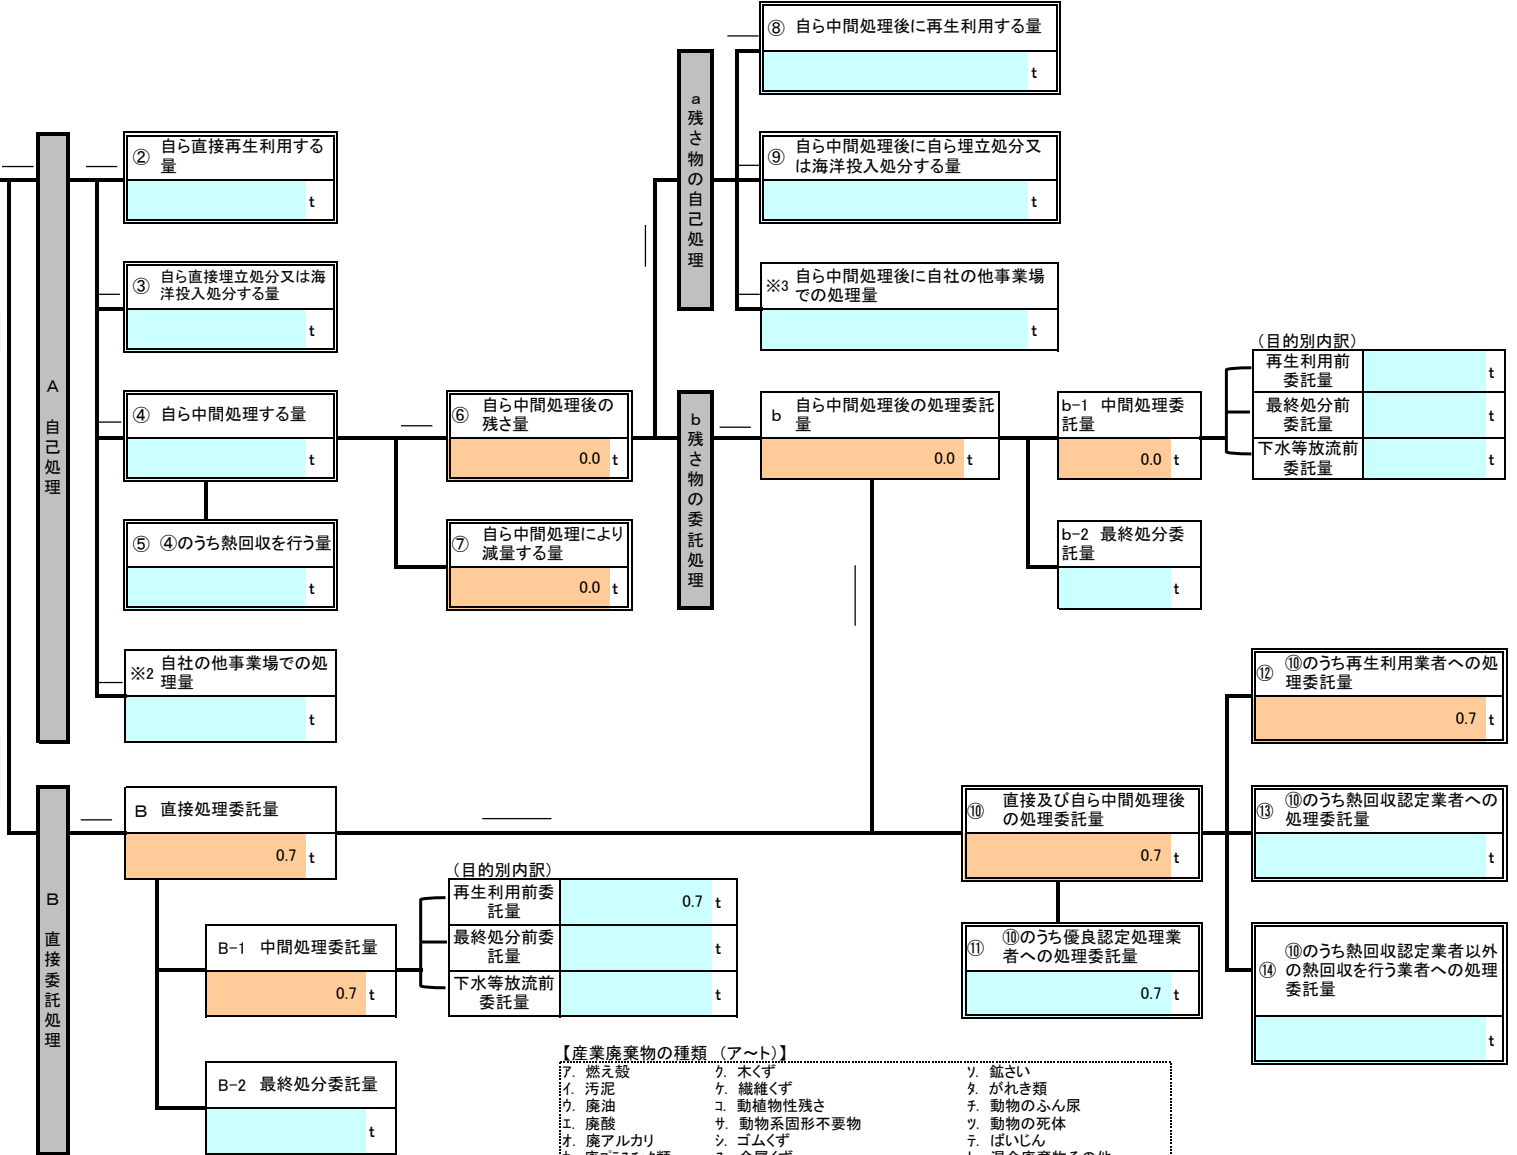 ⑧ 自ら中間処理後に再生利用する量
t
a 残さ物の自己処理
② 自ら直接再生利用する
量
t
⑨ 自ら中間処理後に自ら埋立処分又
は海洋投入処分する量
t
③ 自ら直接埋立処分又は海
洋投入処分する量
t
※3 自ら中間処理後に自社の他事業場
での処理量
t
A 自己処理
④ 自ら中間処理する量
t
⑥ 自ら中間処理後の
残さ量
0.0 t
b 残さ物の委託処理
b 自ら中間処理後の処理委託
量
0.0 t
b-1 中間処理委
託量
0.0 t
(目的別内訳)
再生利用前
委託量
t
最終処分前
委託量
t
下水等放流前
委託量
t
⑤ ④のうち熱回収を行う量
t
⑦ 自ら中間処理により
減量する量
0.0 t
b-2 最終処分委
託量
t
※2 自社の他事業場での処
理量
t
⑫ ⑩のうち再生利用業者への処
理委託量
0.7 t
B 直接委託処理
B 直接処理委託量
0.7 t
⑩ 直接及び自ら中間処理後
の処理委託量
0.7 t
⑬ ⑩のうち熱回収認定業者への
処理委託量
t
(目的別内訳)
再生利用前委
託量
0.7 t
最終処分前委
託量
t
下水等放流前
委託量
t
B-1 中間処理委託量
0.7 t
⑪ ⑩のうち優良認定処理業
者への処理委託量
0.7 t
⑭ ⑩のうち熱回収認定業者以外
の熱回収を行う業者への処理
委託量
t
B-2 最終処分委託量
t
【産業廃棄物の種類 (ア~ト)】
ア. 燃え殻 ク. 木くず ソ. 鉱さい
イ. 汚泥 ケ. 繊維くず タ. がれき類
ウ. 廃油 コ. 動植物性残さ チ. 動物のふん尿
エ. 廃酸 サ. 動物系固形不要物 ツ. 動物の死体
オ. 廃アルカリ シ. ゴムくず テ. ばいじん